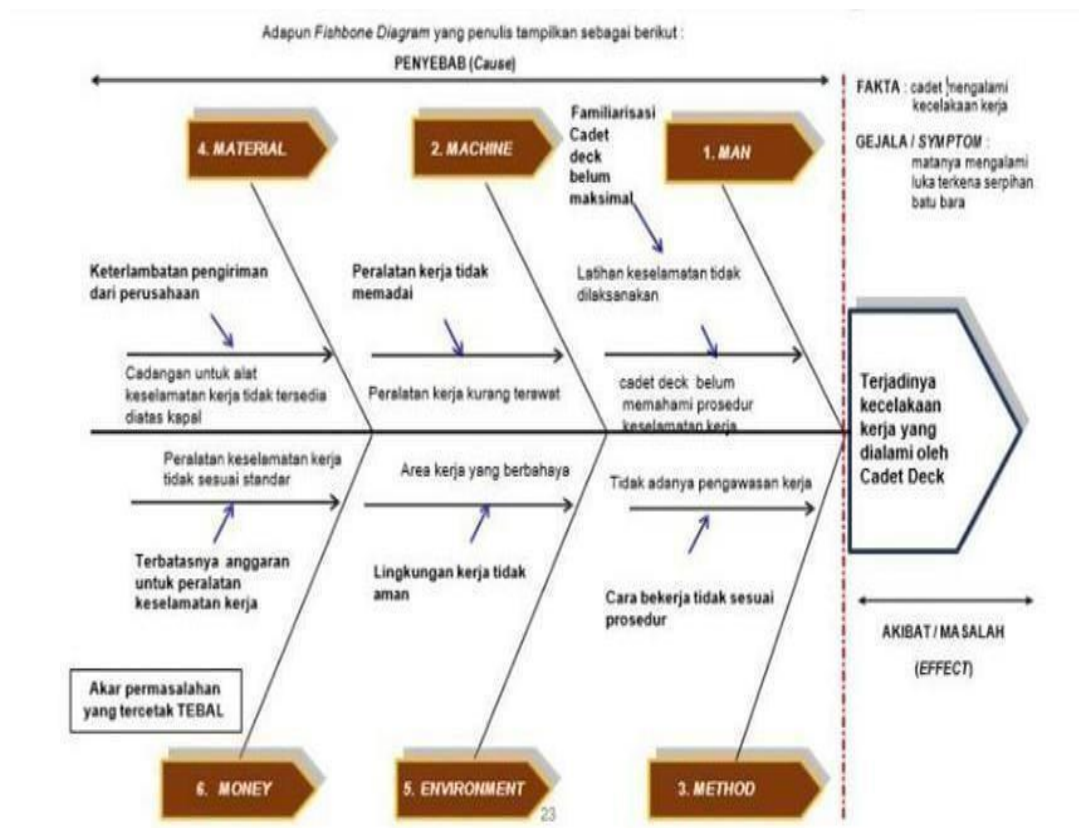 Adapun Fishbone Diagram yang penulis tampilkan sebagai berikut :
PENYEBAB (Cause)
FAKTA : cadet mengalami
kecelakaan kerja
GEJALA / SYMPTOM :
matanya mengalami
luka terkena serpihan
batu bara
4. MATERIAL
2. MACHINE
Familiarisasi
Cadet
deck
belum
maksimal
1. MAN
Keterlambatan pengiriman
dari perusahaan
Peralatan kerja tidak
memadai
Latihan keselamatan tidak
dilaksanakan
Cadangan untuk alat
keselamatan kerja tidak tersedia
diatas kapal
Peralatan kerja kurang terawat
cadet deck belum
memahami prosedur
keselamatan kerja
Terjadinya
kecelakaan
kerja yang
dialami oleh
Cadet Deck
Peralatan keselamatan kerja
tidak sesuai standar
Area kerja yang berbahaya
Tidak adanya pengawasan kerja
Terbatasnya anggaran
untuk peralatan
keselamatan kerja
Lingkungan kerja tidak
aman
Cara bekerja tidak sesuai
prosedur
AKIBAT / MASALAH
(EFFECT)
Akar permasalahan
yang tercetak TEBAL
6. MONEY
5. ENVIRONMENT
3. METHOD
23